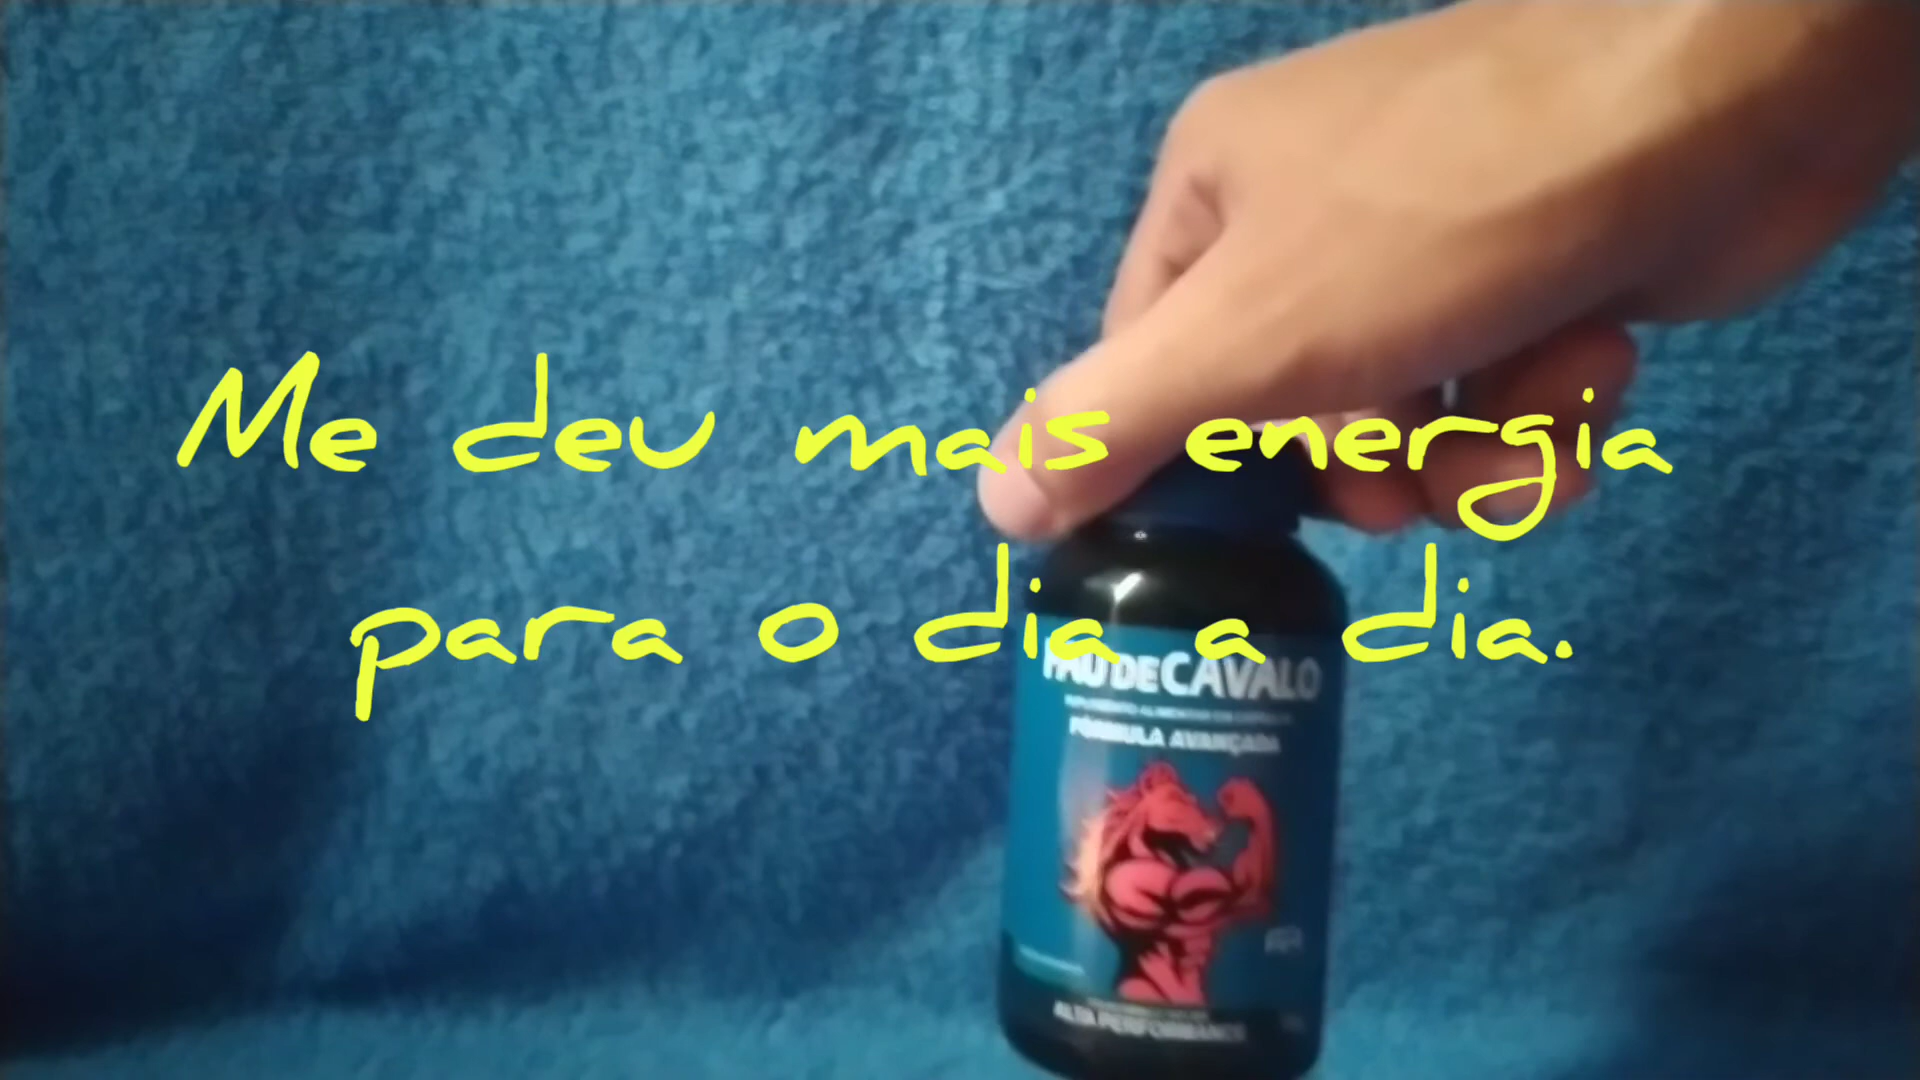 Me deu mais energia
para o dia a dia.
PAU DE CAVALO
FÓRMULA AVANÇADA
ALTA PERFORMANCE